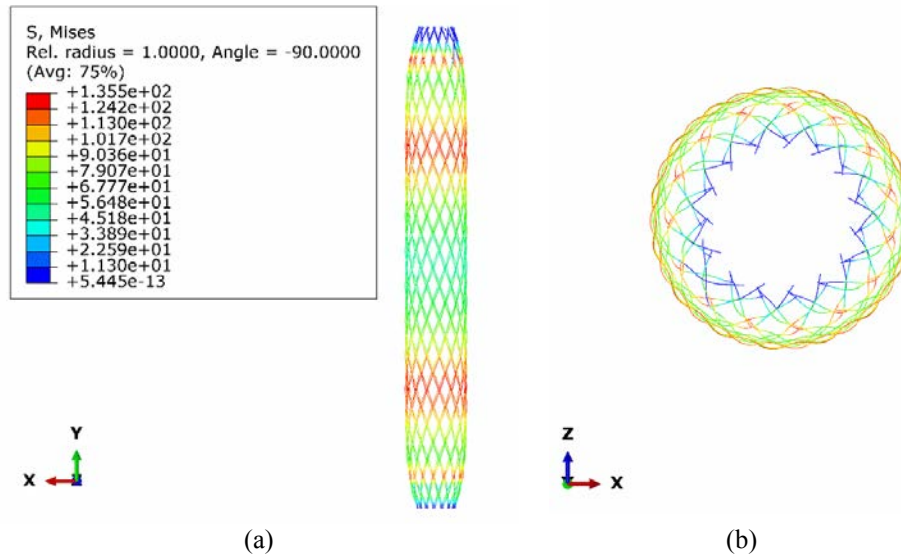 S, Mises
Rel. radius = 1.0000, Angle = -90.0000
(Avg: 75%)
+1.355e+02
+1.242e+02
+1.130e+02
+1.017e+02
+9.036e+01
+7.907e+01
+6.777e+01
+5.648e+01
+4.518e+01
+3.389e+01
+2.259e+01
+1.130e+01
+5.445e-13
Y
X
Z
X
(a)
(b)